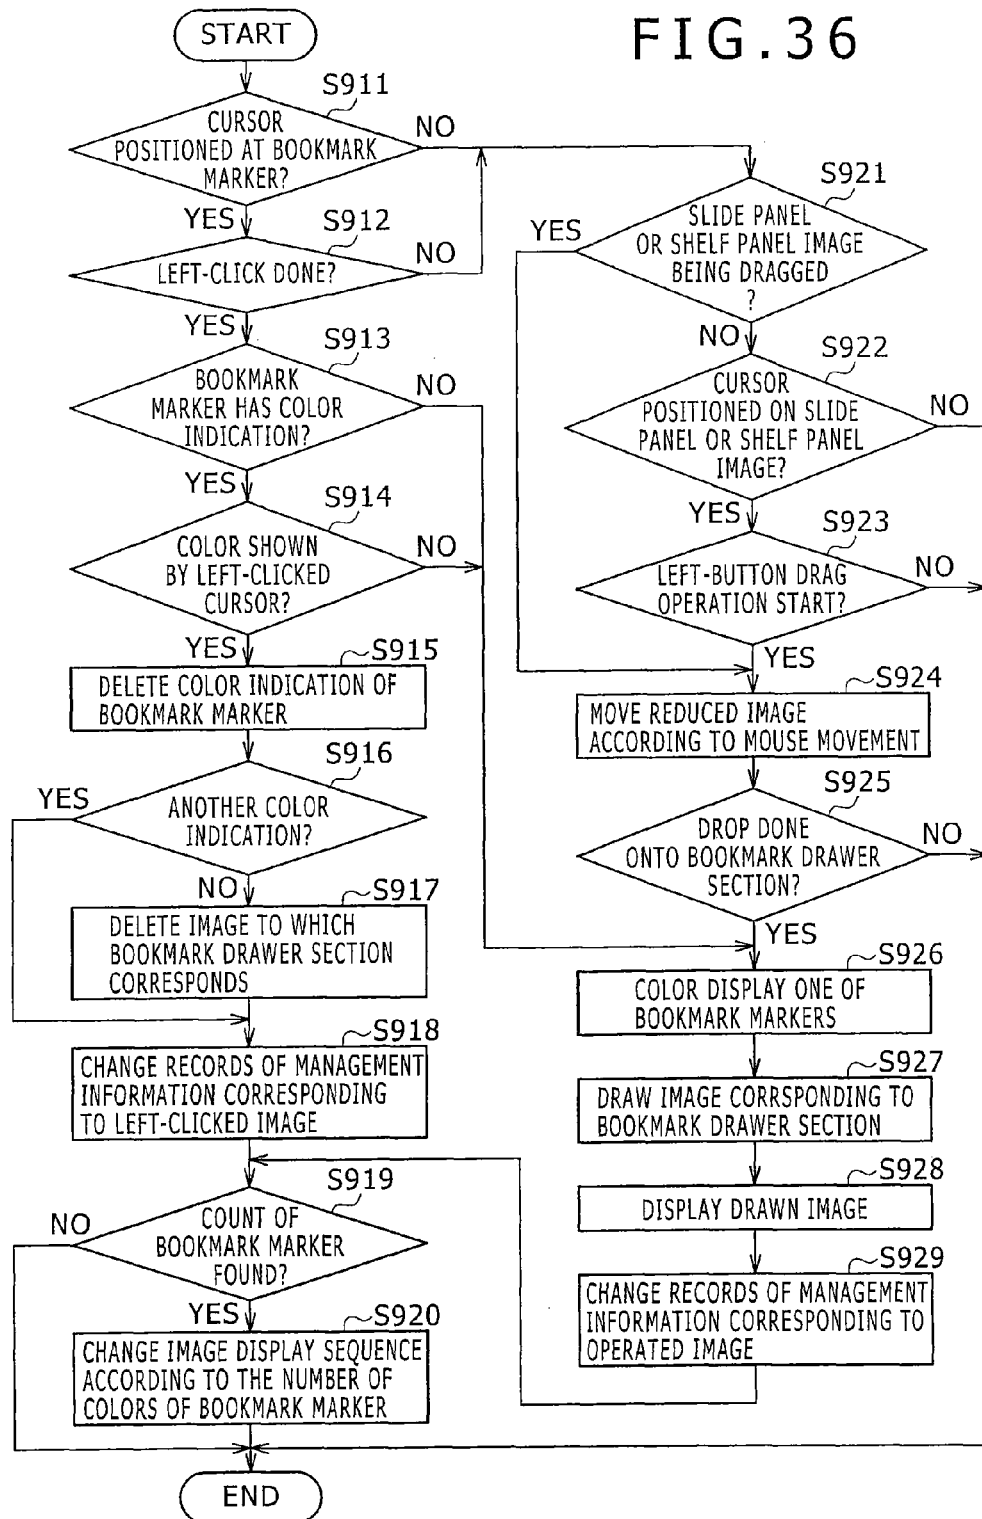 FIG.36
START
S911
CURSOR
POSITIONED AT BOOKMARK
MARKER?
NO
YES
S912
LEFT-CLICK DONE?
NO
YES
S913
BOOKMARK
MARKER HAS COLOR
INDICATION?
NO
YES
S914
COLOR SHOWN
BY LEFT-CLICKED
CURSOR?
NO
YES
S915
DELETE COLOR INDICATION OF
BOOKMARK MARKER
S916
YES
ANOTHER COLOR
INDICATION?
NO
S917
DELETE IMAGE TO WHICH
BOOKMARK DRAWER SECTION
CORRESPONDS
S918
CHANGE RECORDS OF MANAGEMENT
INFORMATION CORRESPONDING
TO LEFT-CLICKED IMAGE
S919
NO
COUNT OF
BOOKMARK MARKER
FOUND?
YES
S920
CHANGE IMAGE DISPLAY SEQUENCE
ACCORDING TO THE NUMBER OF
COLORS OF BOOKMARK MARKER
END
S921
YES
SLIDE PANEL
OR SHELF PANEL IMAGE
BEING DRAGGED
?
NO
S922
CURSOR
POSITIONED ON SLIDE
PANEL OR SHELF PANEL
IMAGE?
NO
YES
S923
LEFT-BUTTON DRAG
OPERATION START?
NO
YES
S924
MOVE REDUCED IMAGE
ACCORDING TO MOUSE MOVEMENT
S925
DROP DONE
ONTO BOOKMARK DRAWER
SECTION?
NO
YES
S926
COLOR DISPLAY ONE OF
BOOKMARK MARKERS
S927
DRAW IMAGE CORRSPONDING TO
BOOKMARK DRAWER SECTION
S928
DISPLAY DRAWN IMAGE
S929
CHANGE RECORDS OF MANAGEMENT
INFORMATION CORRESPONDING TO
OPERATED IMAGE